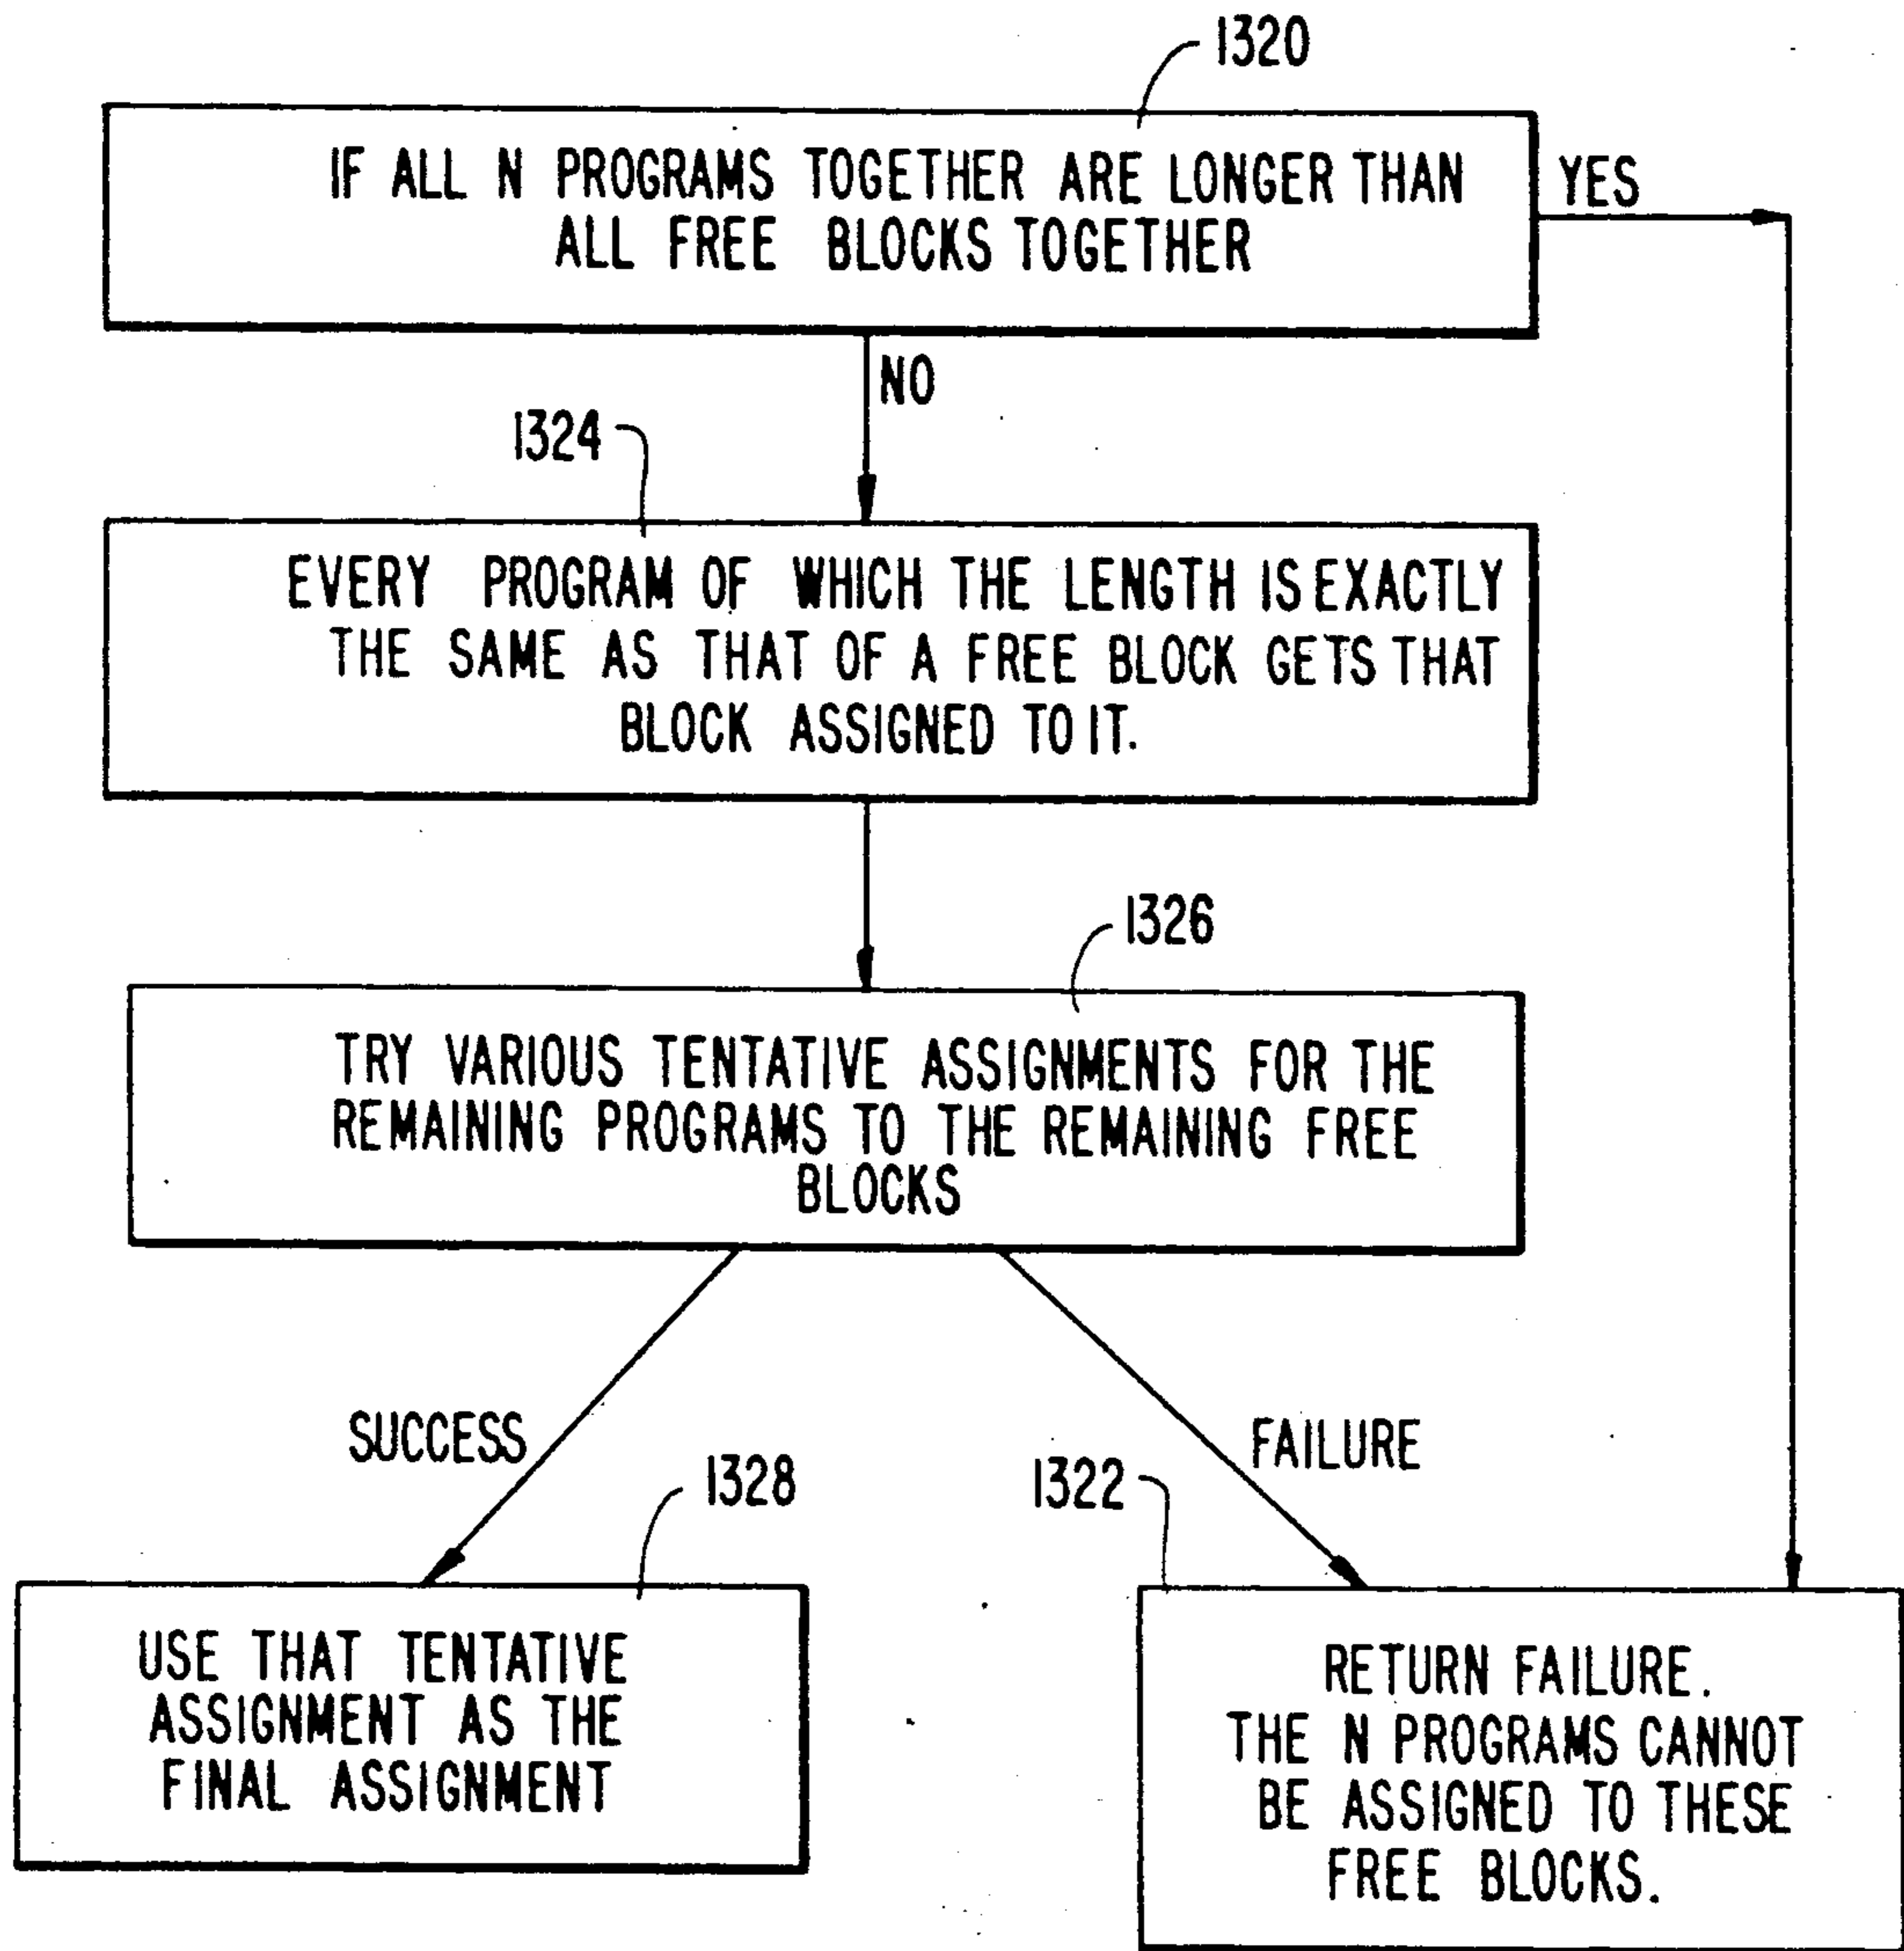 1320
IF ALL N PROGRAMS TOGETHER ARE LONGER THAN
ALL FREE BLOCKS TOGETHER
YES
NO
1324
EVERY PROGRAM OF WHICH THE LENGTH IS EXACTLY
THE SAME AS THAT OF A FREE BLOCK GETS THAT
BLOCK ASSIGNED TO IT.
1326
TRY VARIOUS TENTATIVE ASSIGNMENTS FOR THE
REMAINING PROGRAMS TO THE REMAINING FREE
BLOCKS
SUCCESS
FAILURE
1328
USE THAT TENTATIVE
ASSIGNMENT AS THE
FINAL ASSIGNMENT
1322
RETURN FAILURE.
THE N PROGRAMS CANNOT
BE ASSIGNED TO THESE
FREE BLOCKS.